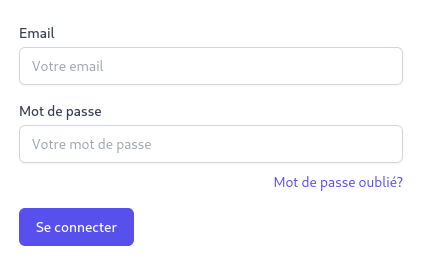 Email
Votre email
Mot de passe
Votre mot de passe
Mot de passe oublié?
Se connecter